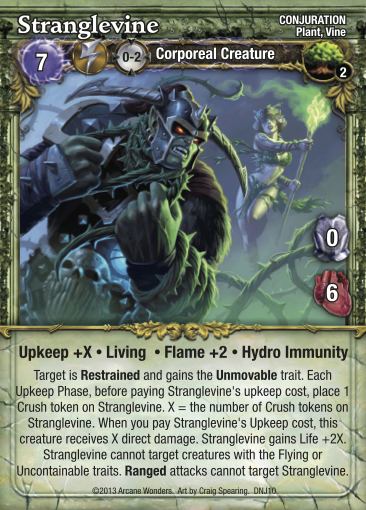 Stranglevine
CONJURATION
Plant, Vine
7
0-2
Corporeal Creature
2
0
6
Upkeep +X • Living • Flame +2 • Hydro Immunity
Target is Restrained and gains the Unmovable trait. Each
Upkeep Phase, before paying Stranglevine's upkeep cost, place 1
Crush token on Stranglevine. X = the number of Crush tokens on
Stranglevine. When you pay Stranglevine's Upkeep cost, this
creature receives X direct damage. Stranglevine gains Life +2X.
Stranglevine cannot target creatures with the Flying or
Uncontainable traits. Ranged attacks cannot target Stranglevine.
©2013 Arcane Wonders. Art by Craig Spearing. DNJ10